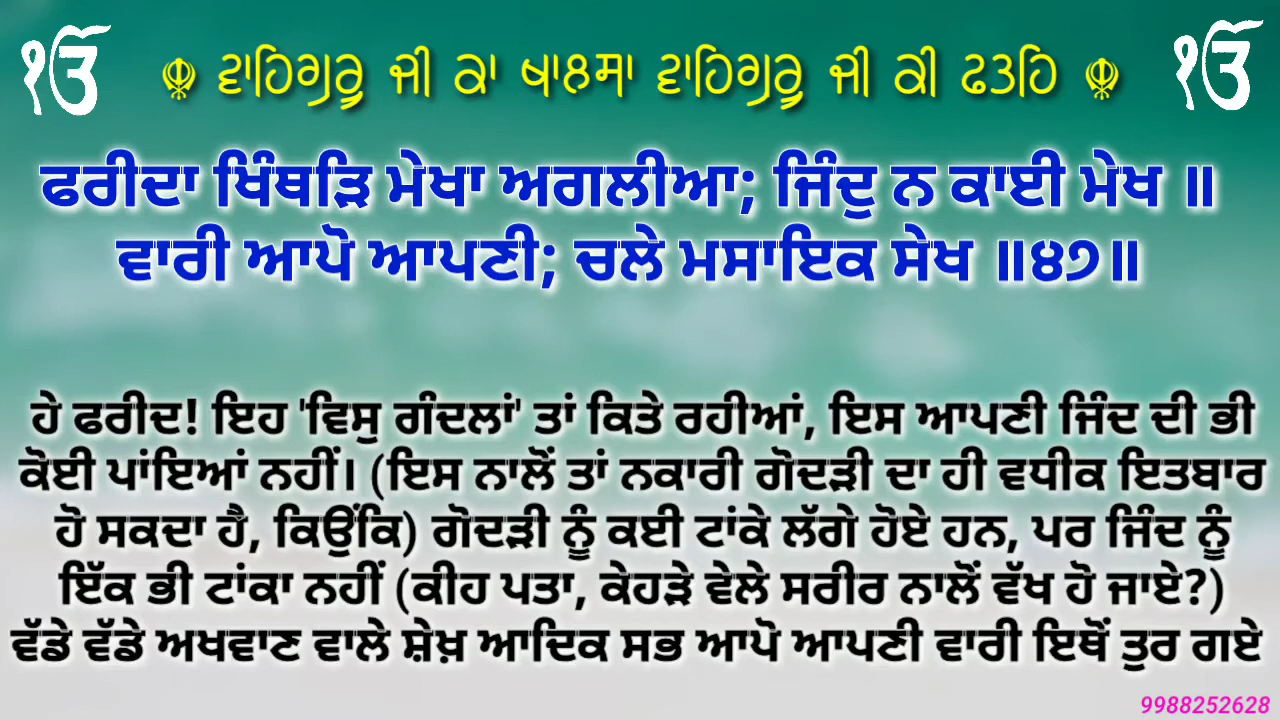 ੴ ☬ ਵਾਹਿਗੁਰੂ ਜੀ ਕਾ ਖਾਲਸਾ ਵਾਹਿਗੁਰੂ ਜੀ ਕੀ ਫਤਹਿ ☬ ੴ
ਫਰੀਦਾ ਖਿੰਥੜਿ ਮੇਖਾ ਅਗਲੀਆ; ਜਿੰਦੁ ਨ ਕਾਈ ਮੇਖ ॥
ਵਾਰੀ ਆਪੋ ਆਪਣੀ; ਚਲੇ ਮਸਾਇਕ ਸੇਖ ॥੪੭॥
ਹੇ ਫਰੀਦ! ਇਹ 'ਵਿਸੁ ਗੰਦਲਾਂ' ਤਾਂ ਕਿਤੇ ਰਹੀਆਂ, ਇਸ ਆਪਣੀ ਜਿੰਦ ਦੀ ਭੀ
ਕੋਈ ਪਾਂਇਆਂ ਨਹੀਂ। (ਇਸ ਨਾਲੋਂ ਤਾਂ ਨਕਾਰੀ ਗੋਦੜੀ ਦਾ ਹੀ ਵਧੀਕ ਇਤਬਾਰ
ਹੋ ਸਕਦਾ ਹੈ, ਕਿਉਂਕਿ) ਗੋਦੜੀ ਨੂੰ ਕਈ ਟਾਂਕੇ ਲੱਗੇ ਹੋਏ ਹਨ, ਪਰ ਜਿੰਦ ਨੂੰ
ਇੱਕ ਭੀ ਟਾਂਕਾ ਨਹੀਂ (ਕੀਹ ਪਤਾ, ਕੇਹੜੇ ਵੇਲੇ ਸਰੀਰ ਨਾਲੋਂ ਵੱਖ ਹੋ ਜਾਏ?)
ਵੱਡੇ ਵੱਡੇ ਅਖਵਾਣ ਵਾਲੇ ਸ਼ੇਖ਼ ਆਦਿਕ ਸਭ ਆਪੋ ਆਪਣੀ ਵਾਰੀ ਇਥੋਂ ਤੁਰ ਗਏ
9988252628